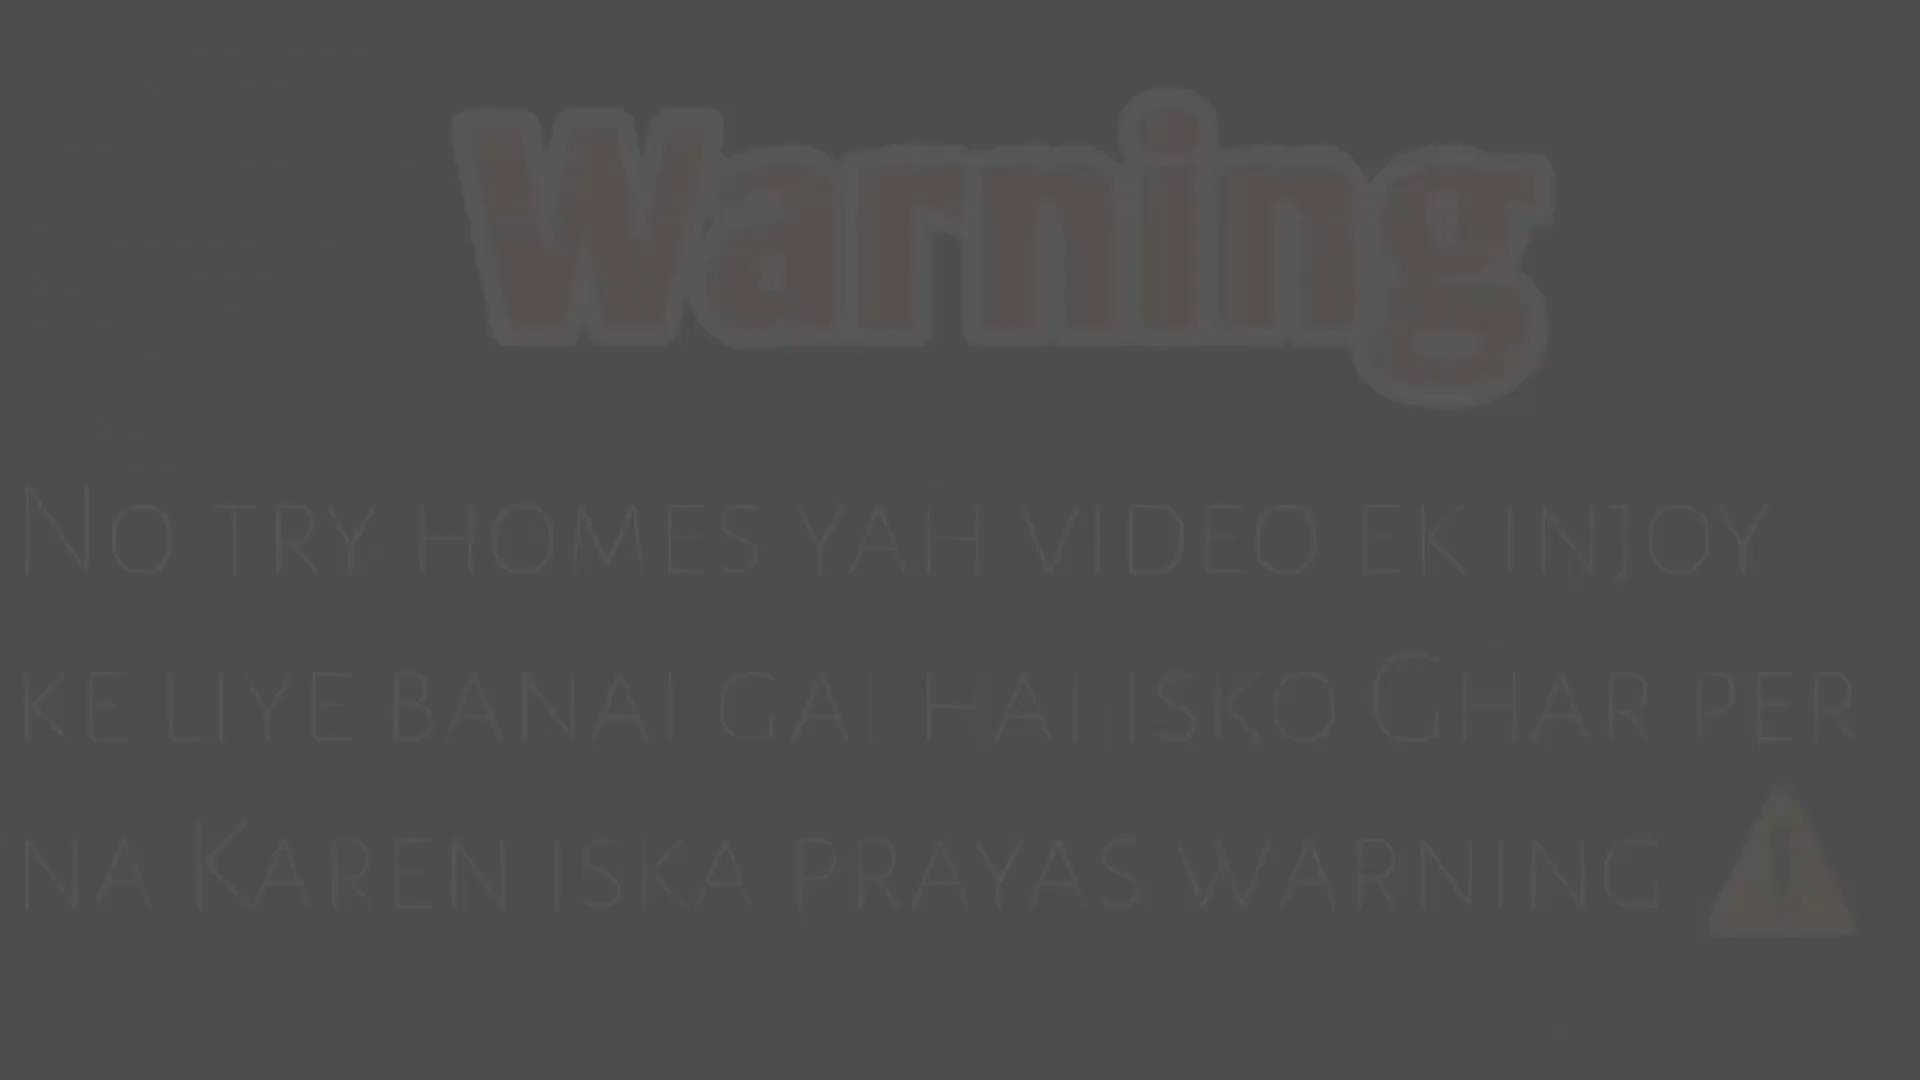 Warning
No try homes yah video ek injoy
ke liye banai gai hai isko Ghar per
na Karen iska prayas warning